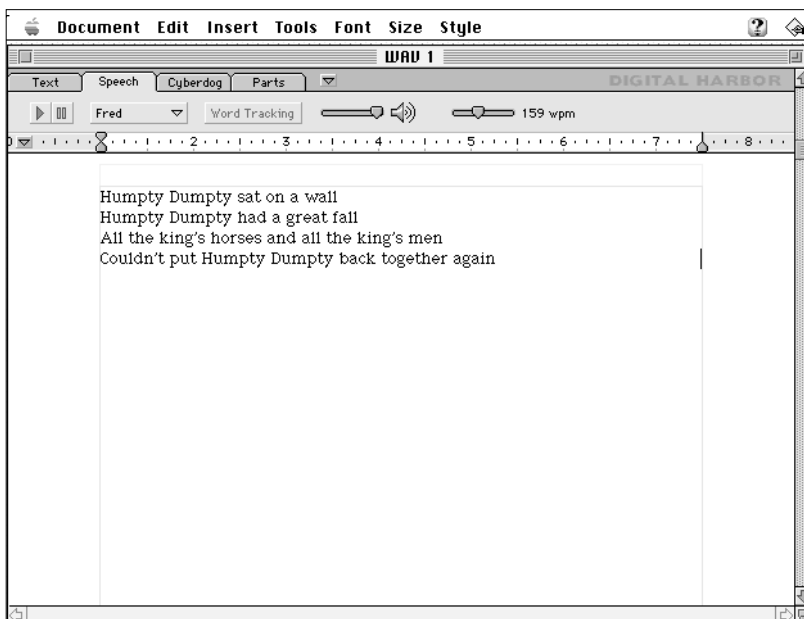 Document Edit Insert Tools Font Size Style
WAV 1
Text Speech Cyberdog Parts DIGITAL HARBOR
Fred Word Tracking 159 wpm
2 3 4 5 6 7 8
Humpty Dumpty sat on a wall
Humpty Dumpty had a great fall
All the king's horses and all the king's men
Couldn't put Humpty Dumpty back together again